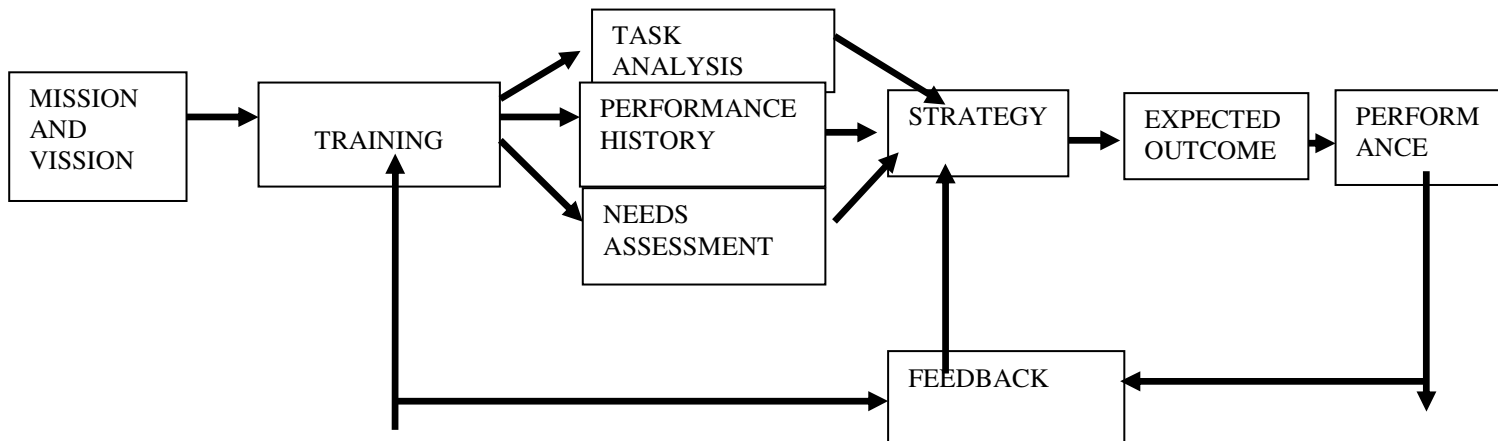 MISSION
AND
VISSION
TRAINING
TASK
ANALYSIS
PERFORMANCE
HISTORY
NEEDS
ASSESSMENT
STRATEGY
EXPECTED
OUTCOME
PERFORM
ANCE
FEEDBACK